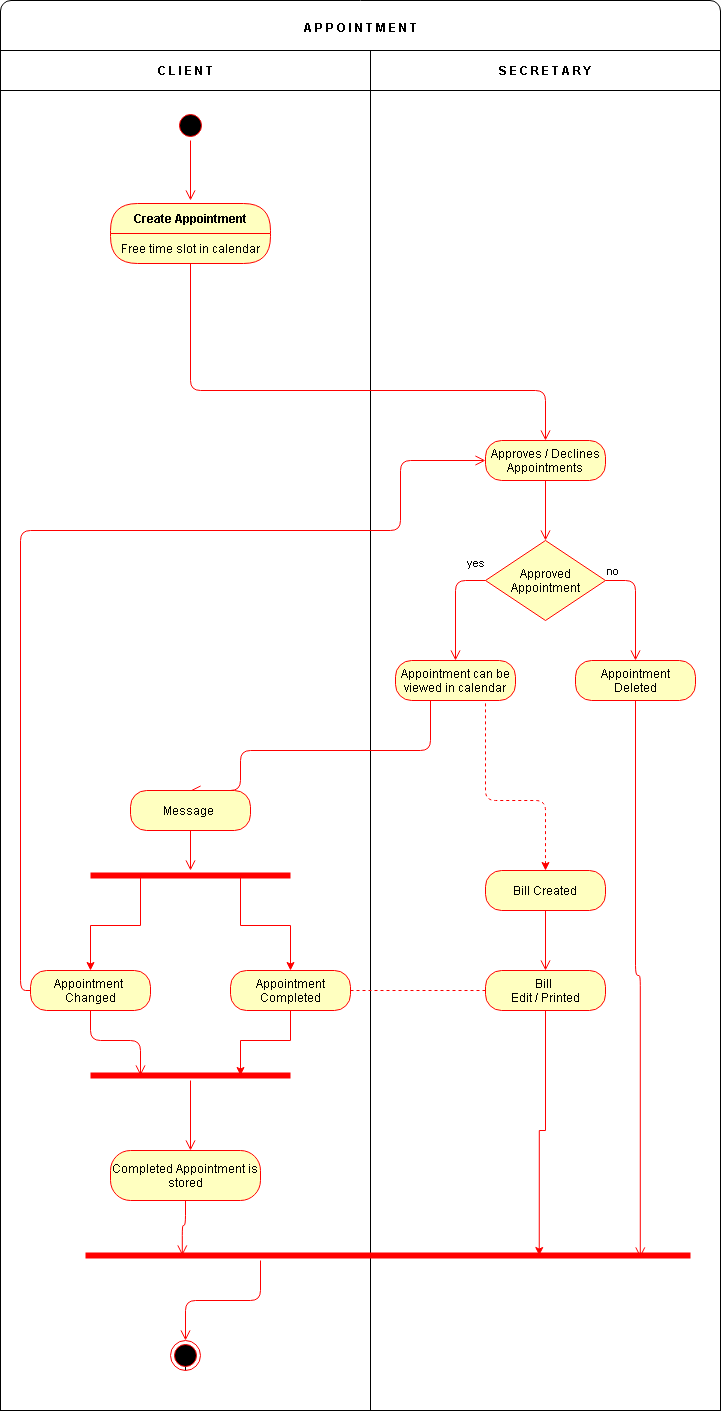 APPOINTMENT
CLIENT
SECRETARY
Create Appointment
Free time slot in calendar
Approves / Declines
Appointments
Approved
Appointment
yes
no
Appointment can be
viewed in calendar
Appointment
Deleted
Message
Bill Created
Appointment
Changed
Appointment
Completed
Bill
Edit / Printed
Completed Appointment is
stored